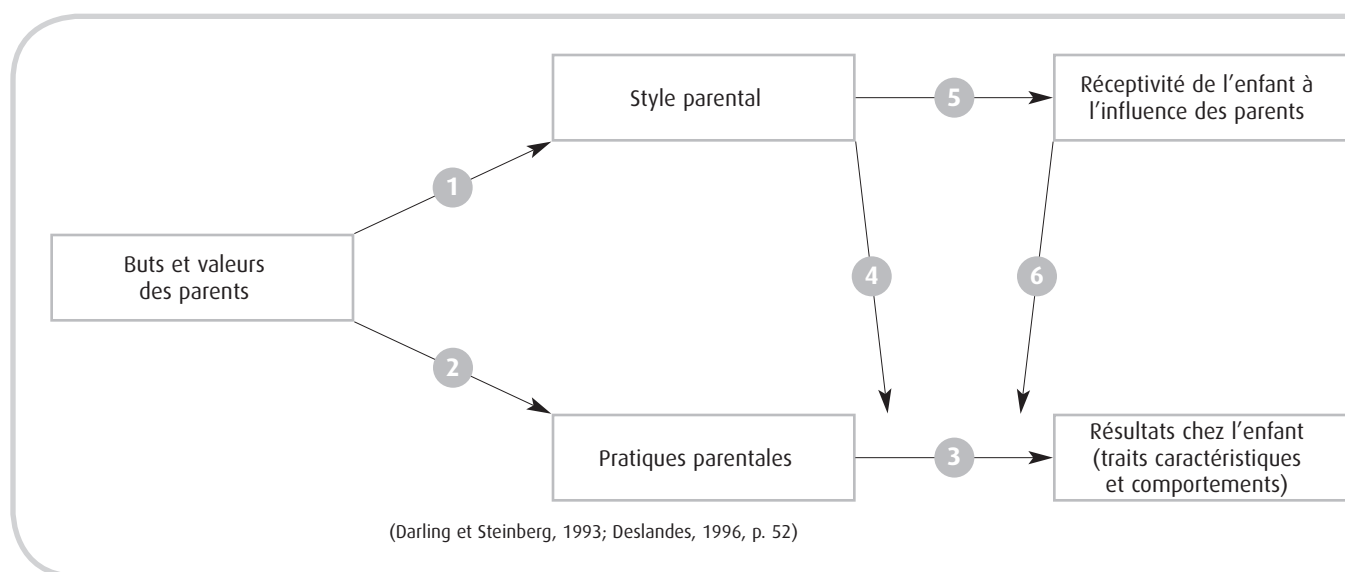 Style parental
5
Réceptivité de l’enfant à
l’influence des parents
1
Buts et valeurs
des parents
4
6
2
Pratiques parentales
3
Résultats chez l’enfant
(traits caractéristiques
et comportements)
(Darling et Steinberg, 1993; Deslandes, 1996, p. 52)